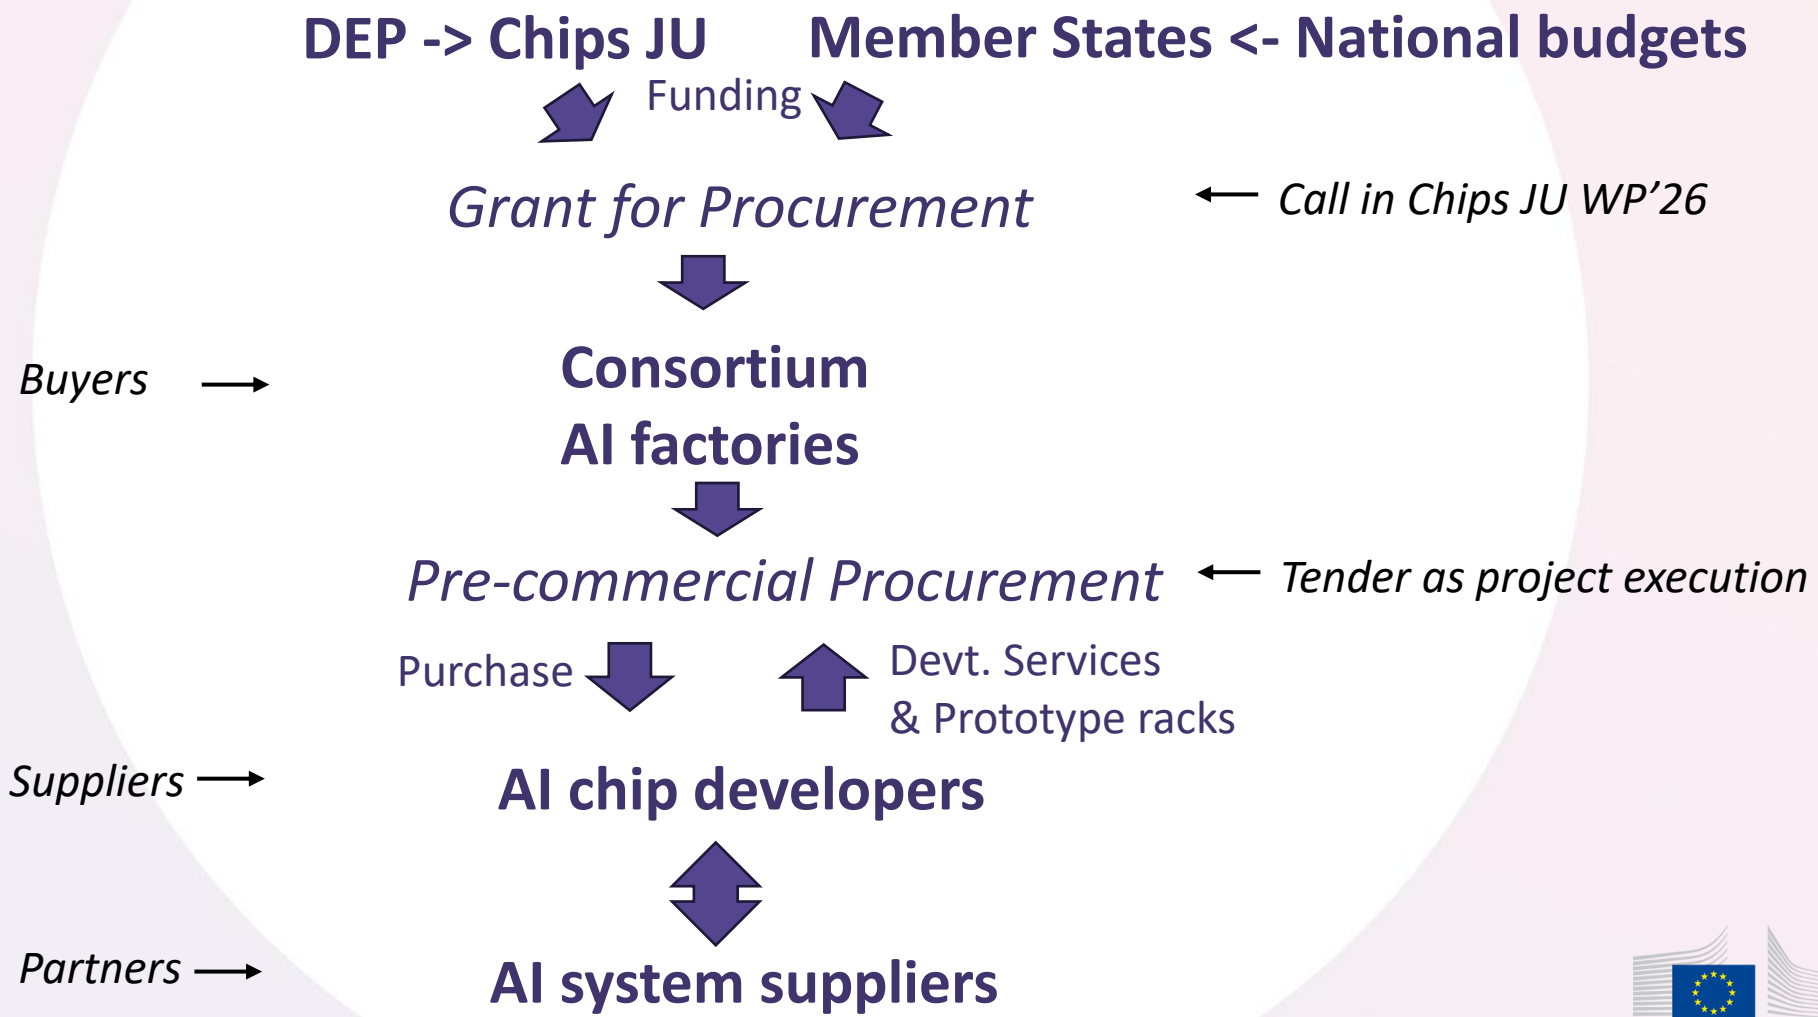 DEP -> Chips JU
Member States <- National budgets
Funding
Grant for Procurement
Call in Chips JU WP’26
Buyers
Consortium
AI factories
Pre-commercial Procurement
Tender as project execution
Purchase
Devt. Services
& Prototype racks
Suppliers
AI chip developers
Partners
AI system suppliers